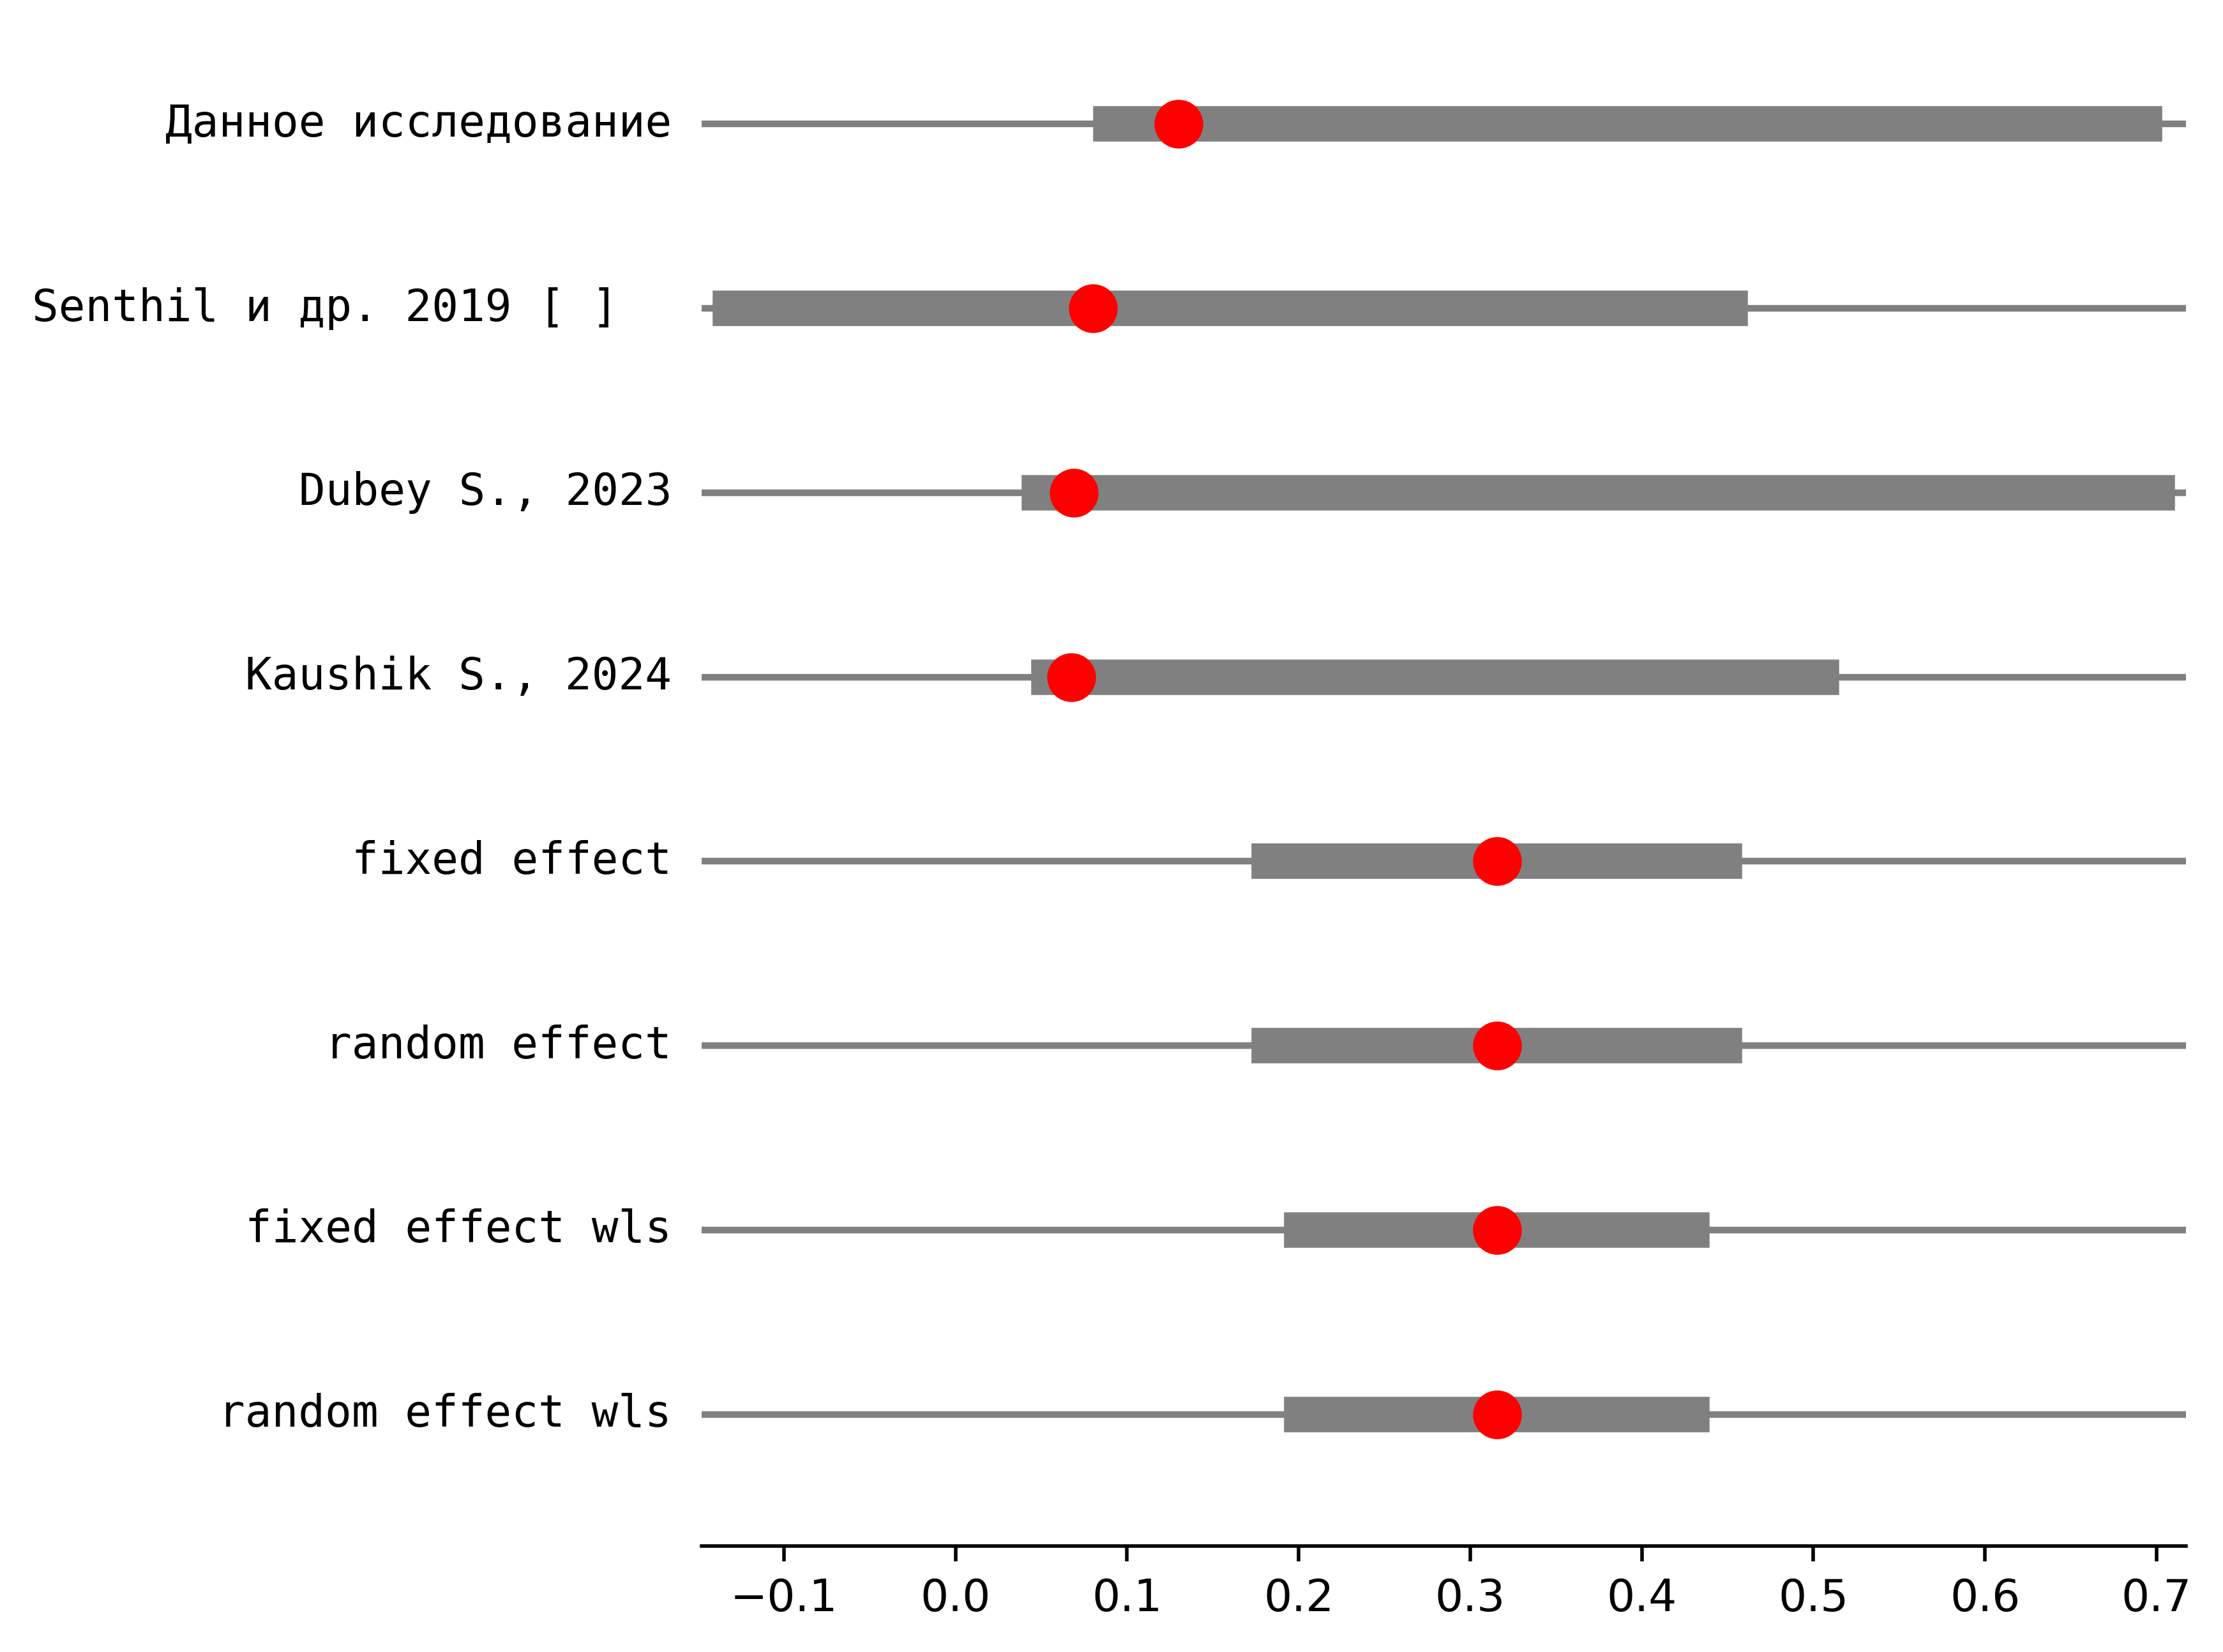 Данное исследование
Senthil и др. 2019 [ ]
Dubey S., 2023
Kaushik S., 2024
fixed effect
random effect
fixed effect wls
random effect wls
−0.1 0.0 0.1 0.2 0.3 0.4 0.5 0.6 0.7